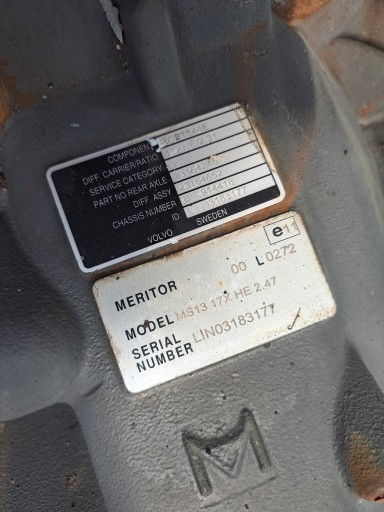 COMPONENT
DIFF. CARRIER/RATIO
SERVICE CATEGORY
PART NO REAR AXLE
DIFF. ASSY
CHASSIS NUMBER
ID. 03183177
VOLVO SWEDEN
e11
MERITOR 00 L 0272
MODEL MS13 17X HE 2.47
SERIAL NUMBER LIN03183177
M